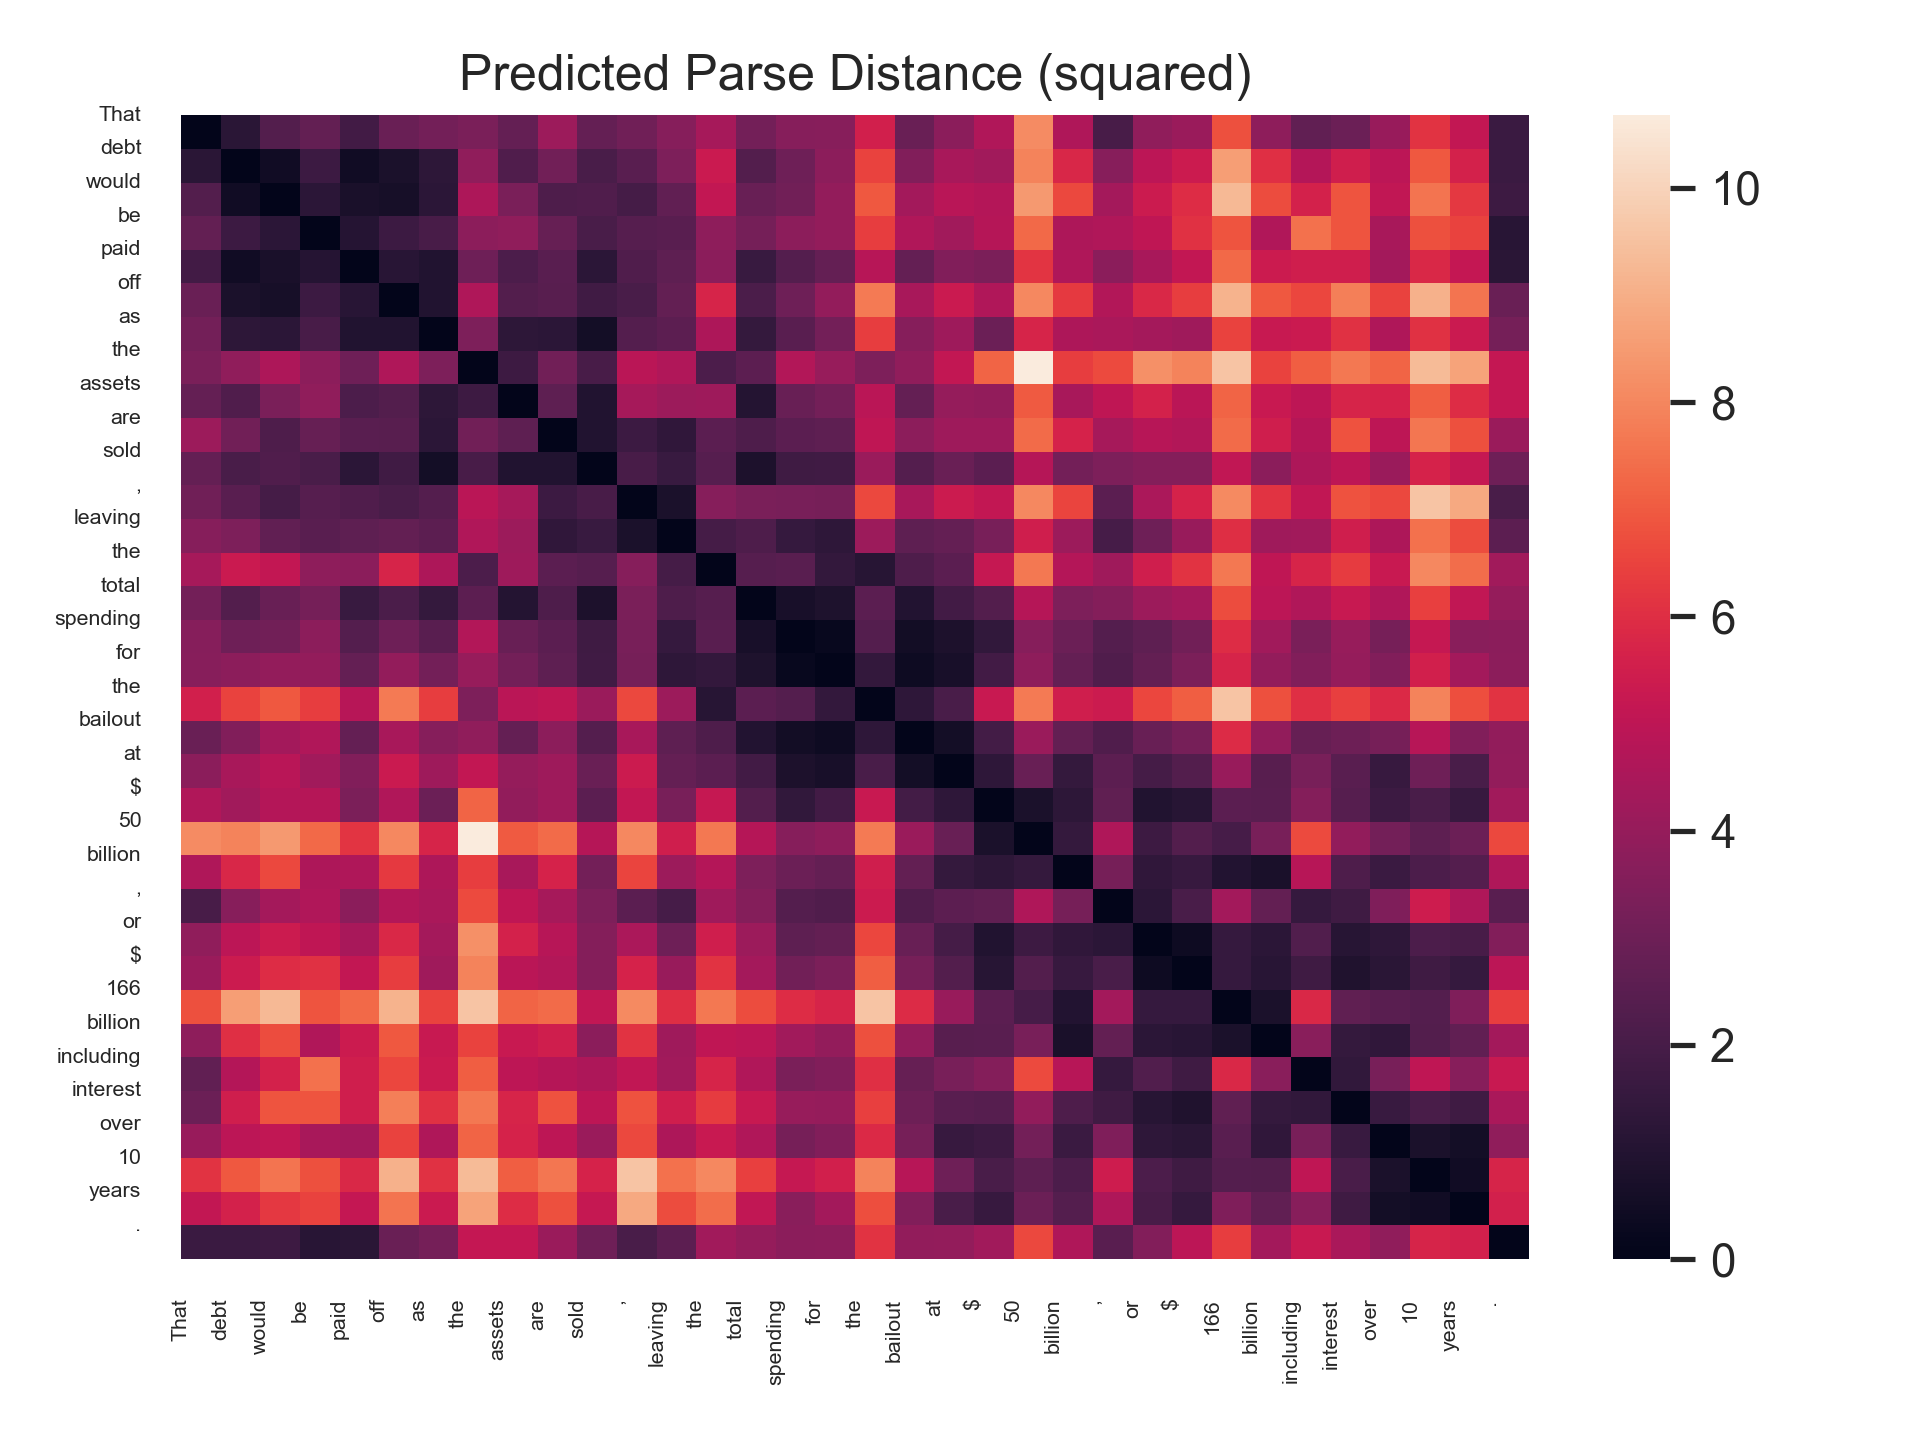 Predicted Parse Distance (squared)
That
debt
would
be
paid
off
as
the
assets
are
sold
,
leaving
the
total
spending
for
the
bailout
at
$
50
billion
,
or
$
166
billion
including
interest
over
10
years
.
10
8
6
4
2
0
That
debt
would
be
paid
off
as
the
assets
are
sold
,
leaving
the
total
spending
for
the
bailout
at
$
50
billion
,
or
$
166
billion
including
interest
over
10
years
.